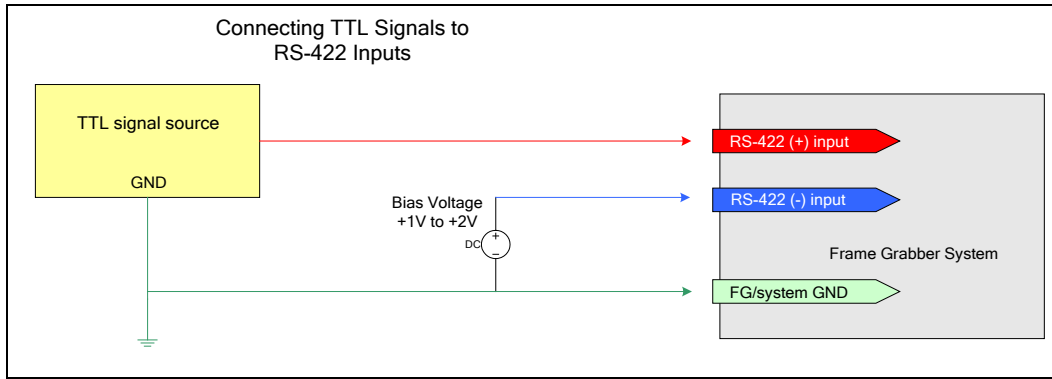 Connecting TTL Signals to
RS-422 Inputs
TTL signal source
GND
RS-422 (+) input
Bias Voltage
+1V to +2V
DC
+
−
RS-422 (-) input
Frame Grabber System
FG/system GND